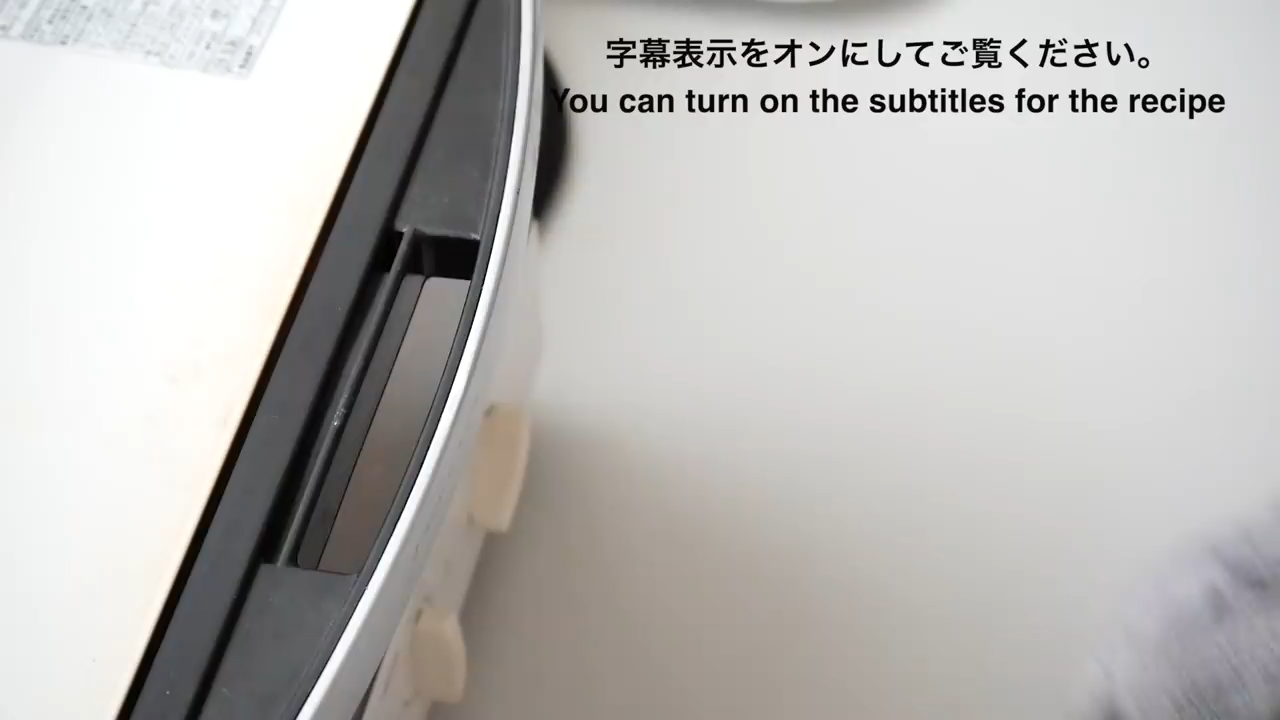 字幕表示をオンにしてご覧ください。
You can turn on the subtitles for the recipe